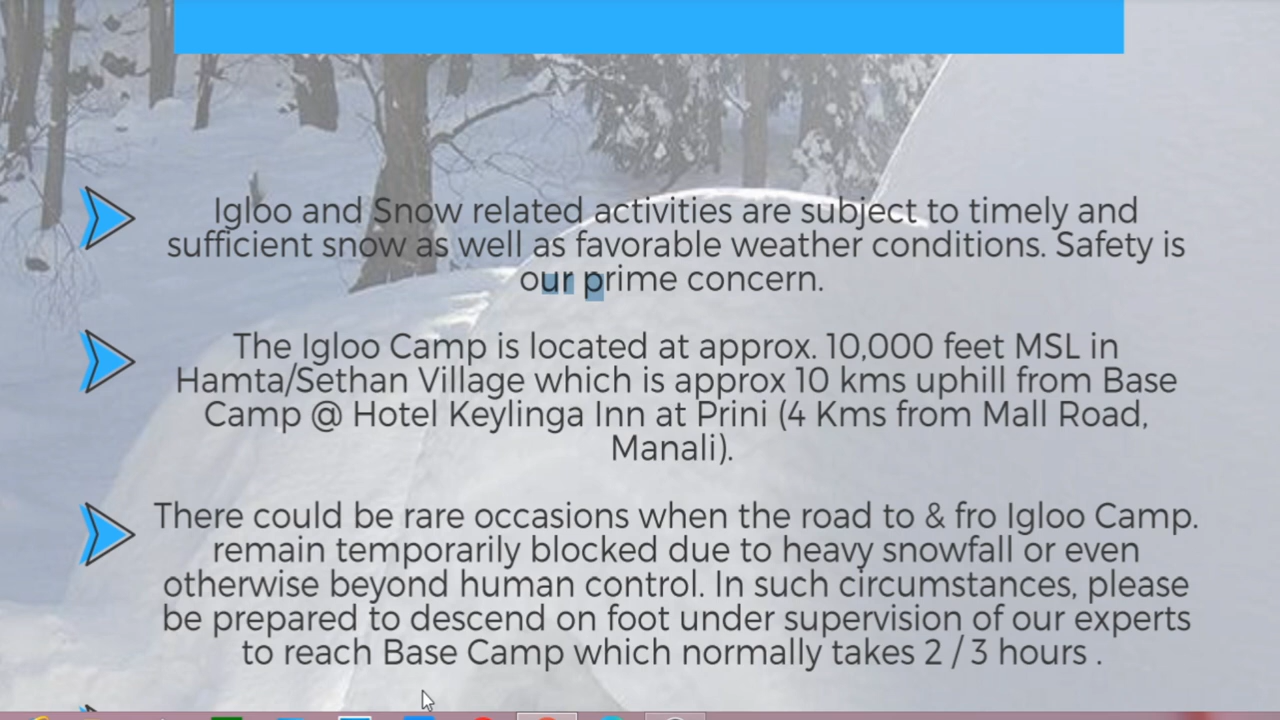 Igloo and Snow related activities are subject to timely and
sufficient snow as well as favorable weather conditions. Safety is
our prime concern.
The Igloo Camp is located at approx. 10,000 feet MSL in
Hamta/Sethan Village which is approx 10 kms uphill from Base
Camp @ Hotel Keylinga Inn at Prini (4 Kms from Mall Road,
Manali).
There could be rare occasions when the road to & fro Igloo Camp.
remain temporarily blocked due to heavy snowfall or even
otherwise beyond human control. In such circumstances, please
be prepared to descend on foot under supervision of our experts
to reach Base Camp which normally takes 2 / 3 hours .